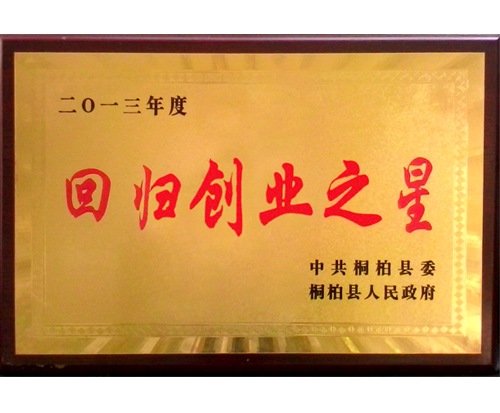 二〇一三年度
回归创业之星
中共桐柏县委
桐柏县人民政府